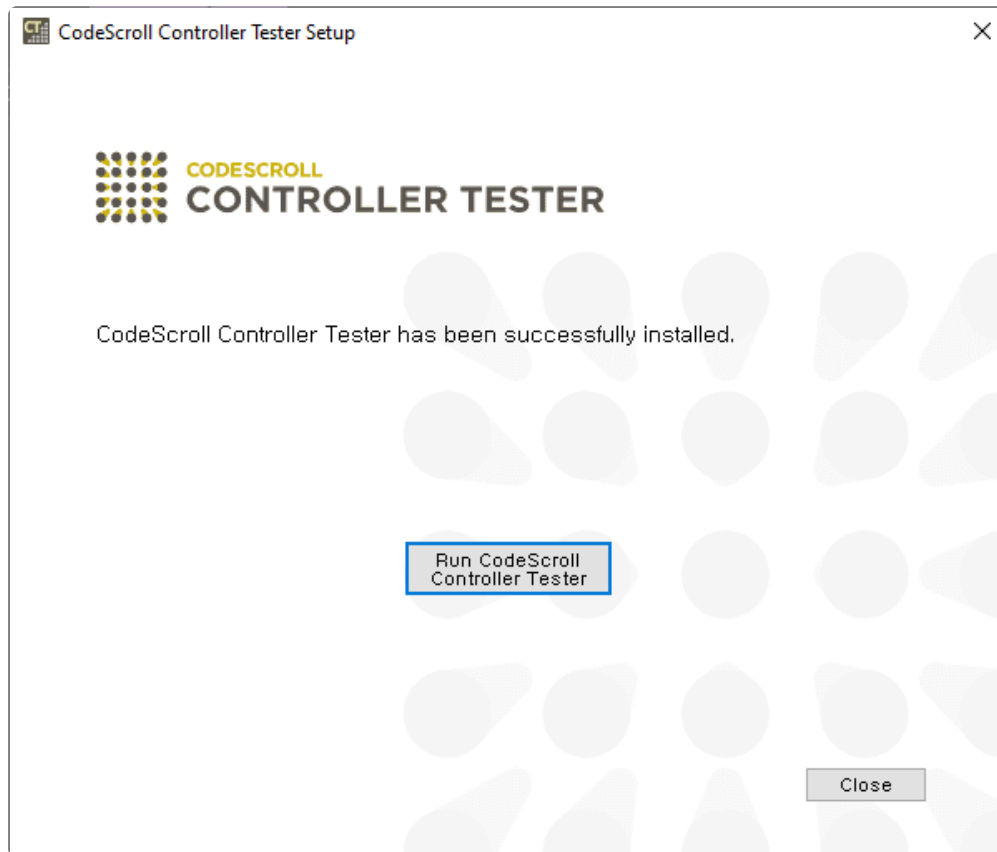 CT
CodeScroll Controller Tester Setup
CODESCROLL
CONTROLLER TESTER
CodeScroll Controller Tester has been successfully installed.
Run CodeScroll
Controller Tester
Close